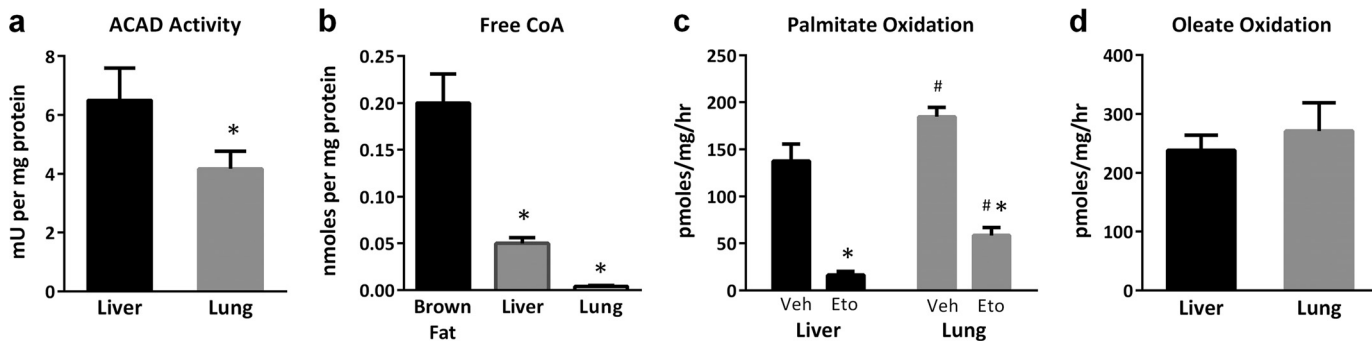 a
ACAD Activity
mU per mg protein
8
6
4
2
0
*
Liver
Lung
b
Free CoA
nmoles per mg protein
0.25
0.20
0.15
0.10
0.05
0.00
*
*
Brown
Fat
Liver
Lung
c
Palmitate Oxidation
pmoles/mg/hr
250
200
150
100
50
0
*
#
# *
Veh
Eto
Veh
Eto
Liver
Lung
d
Oleate Oxidation
pmoles/mg/hr
400
300
200
100
0
Liver
Lung